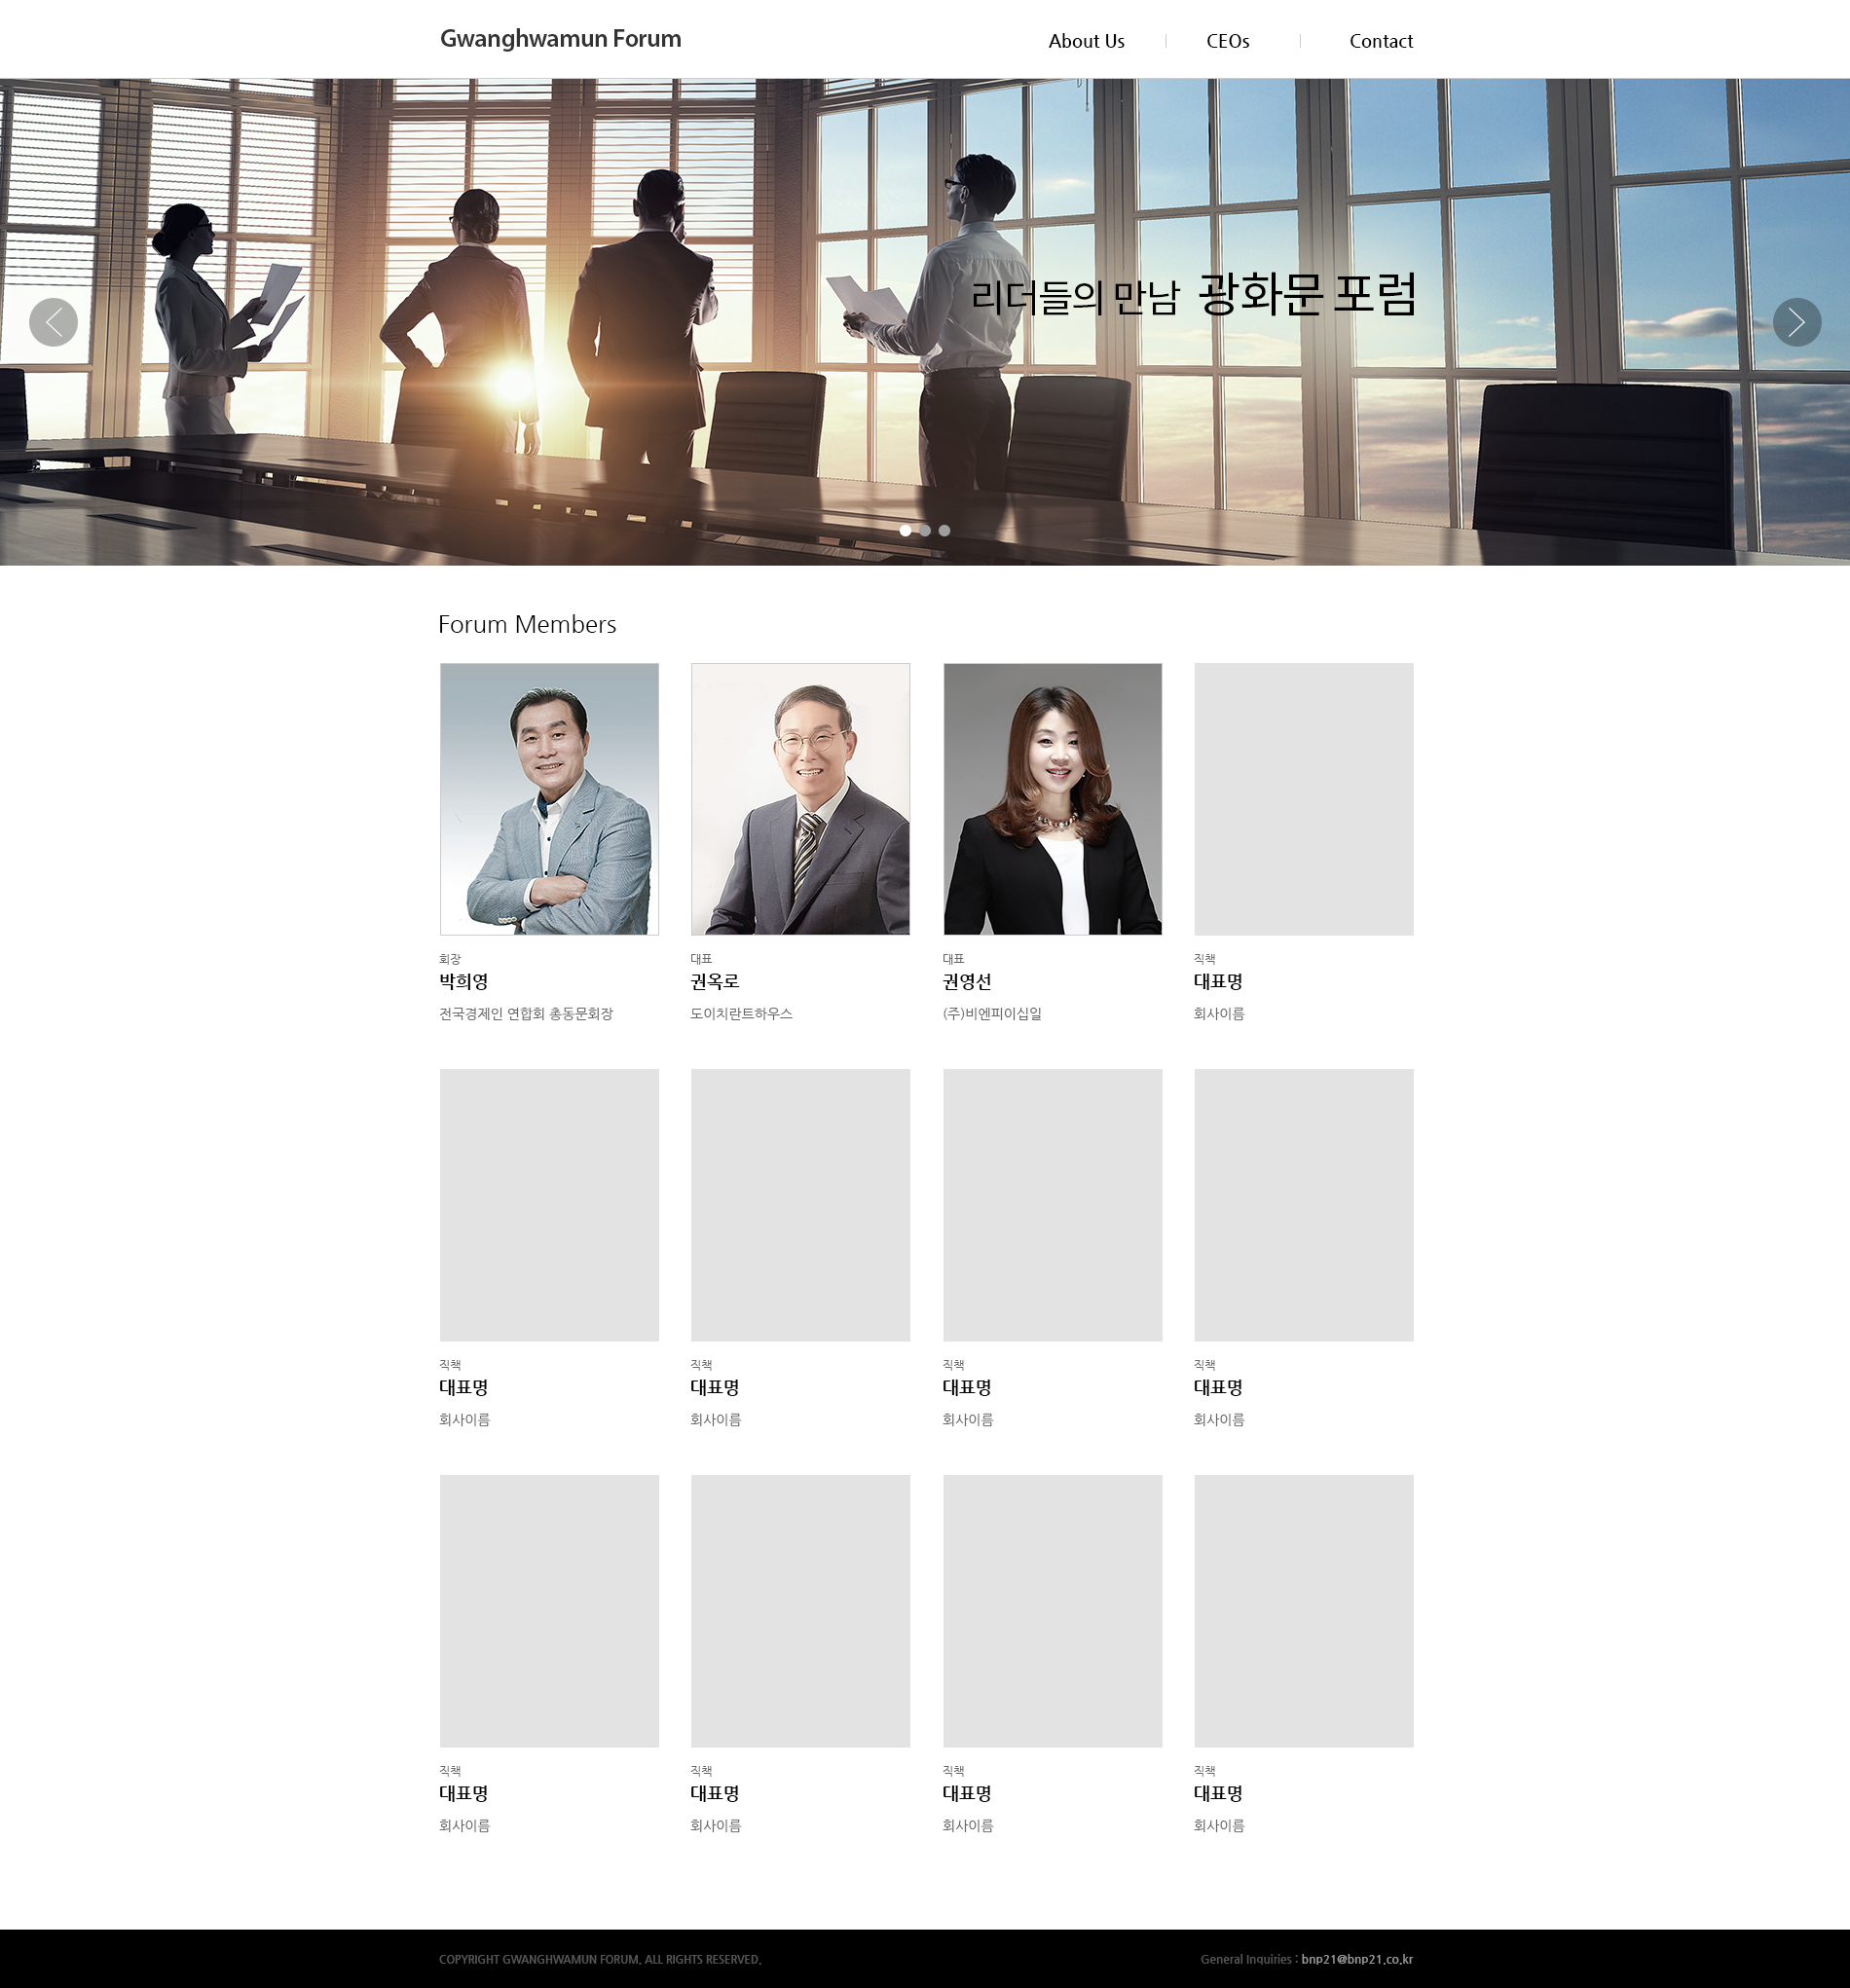 Gwanghwamun Forum
About Us
CEOs
Contact
리더들의 만남 광화문 포럼
Forum Members
회장
박희영
전국경제인 연합회 총동문회장
대표
권옥로
도이치란트하우스
대표
권영선
(주)비엔피이십일
직책
대표명
회사이름
직책
대표명
회사이름
직책
대표명
회사이름
직책
대표명
회사이름
직책
대표명
회사이름
직책
대표명
회사이름
직책
대표명
회사이름
직책
대표명
회사이름
직책
대표명
회사이름
COPYRIGHT GWANGHWAMUN FORUM. ALL RIGHTS RESERVED.
General Inquiries : bnp21@bnp21.co.kr